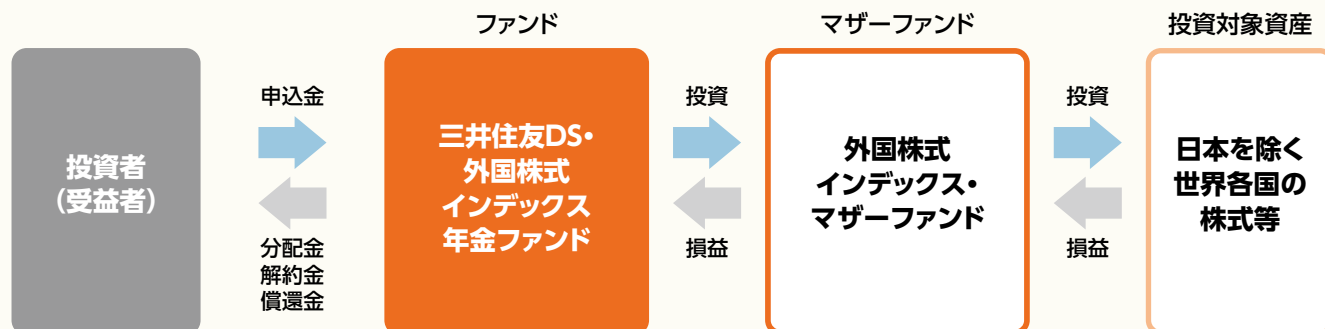 ファンド
マザーファンド
投資対象資産
投資者
(受益者)
申込金
分配金
解約金
償還金
三井住友DS・
外国株式
インデックス
年金ファンド
投資
損益
外国株式
インデックス・
マザーファンド
投資
損益
日本を除く
世界各国の
株式等